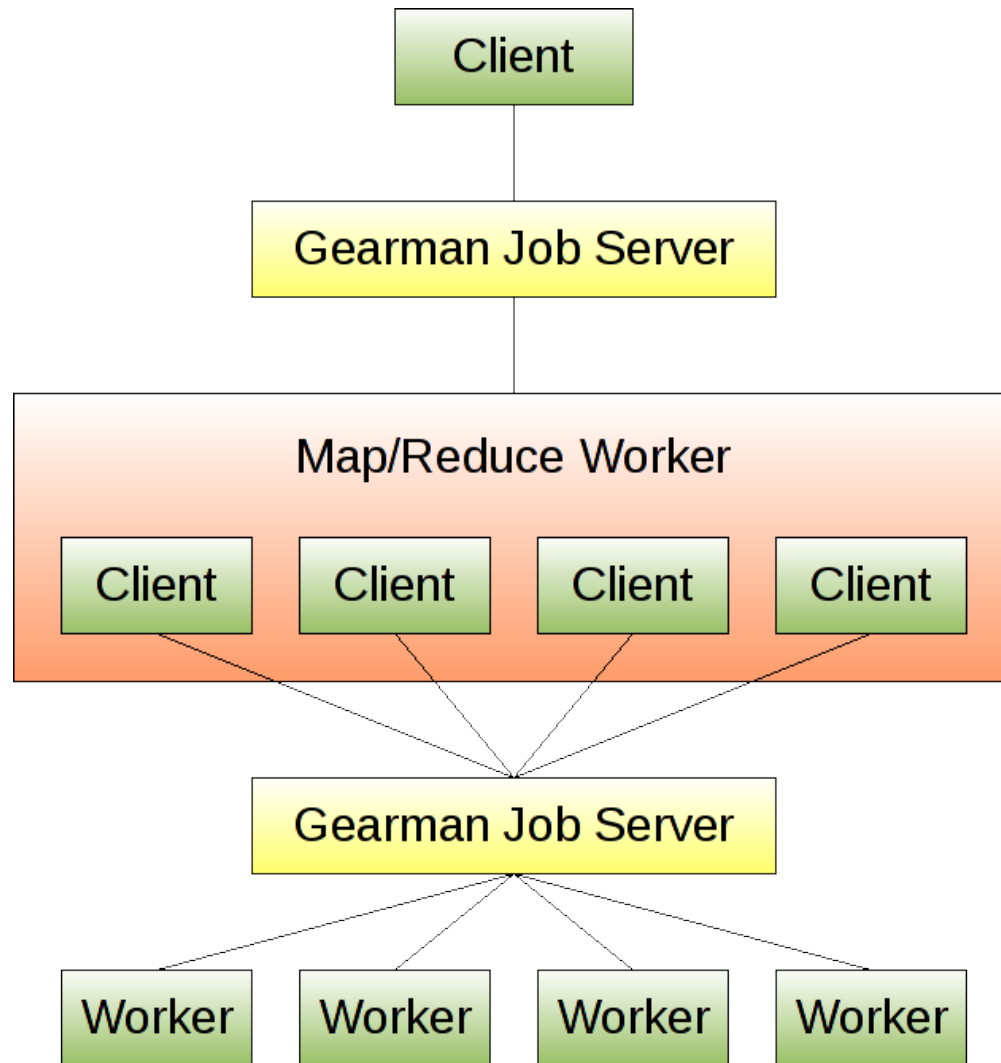 Client
Gearman Job Server
Map/Reduce Worker
Client Client Client Client
Gearman Job Server
Worker Worker Worker Worker